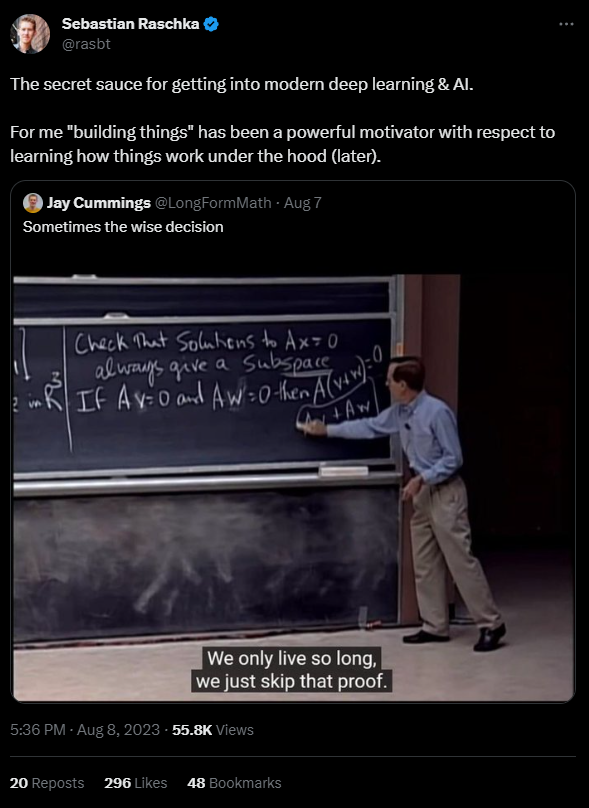 Sebastian Raschka
@rasbt
The secret sauce for getting into modern deep learning & AI.
For me "building things" has been a powerful motivator with respect to
learning how things work under the hood (later).
Jay Cummings @LongFormMath · Aug 7
Sometimes the wise decision
Check that solutions to Ax=0
always give a subspace
in R³ If Av=0 and Aw=0 then A(v+w)=0
Av + Aw
We only live so long,
we just skip that proof.
5:36 PM · Aug 8, 2023 · 55.8K Views
20 Reposts 296 Likes 48 Bookmarks